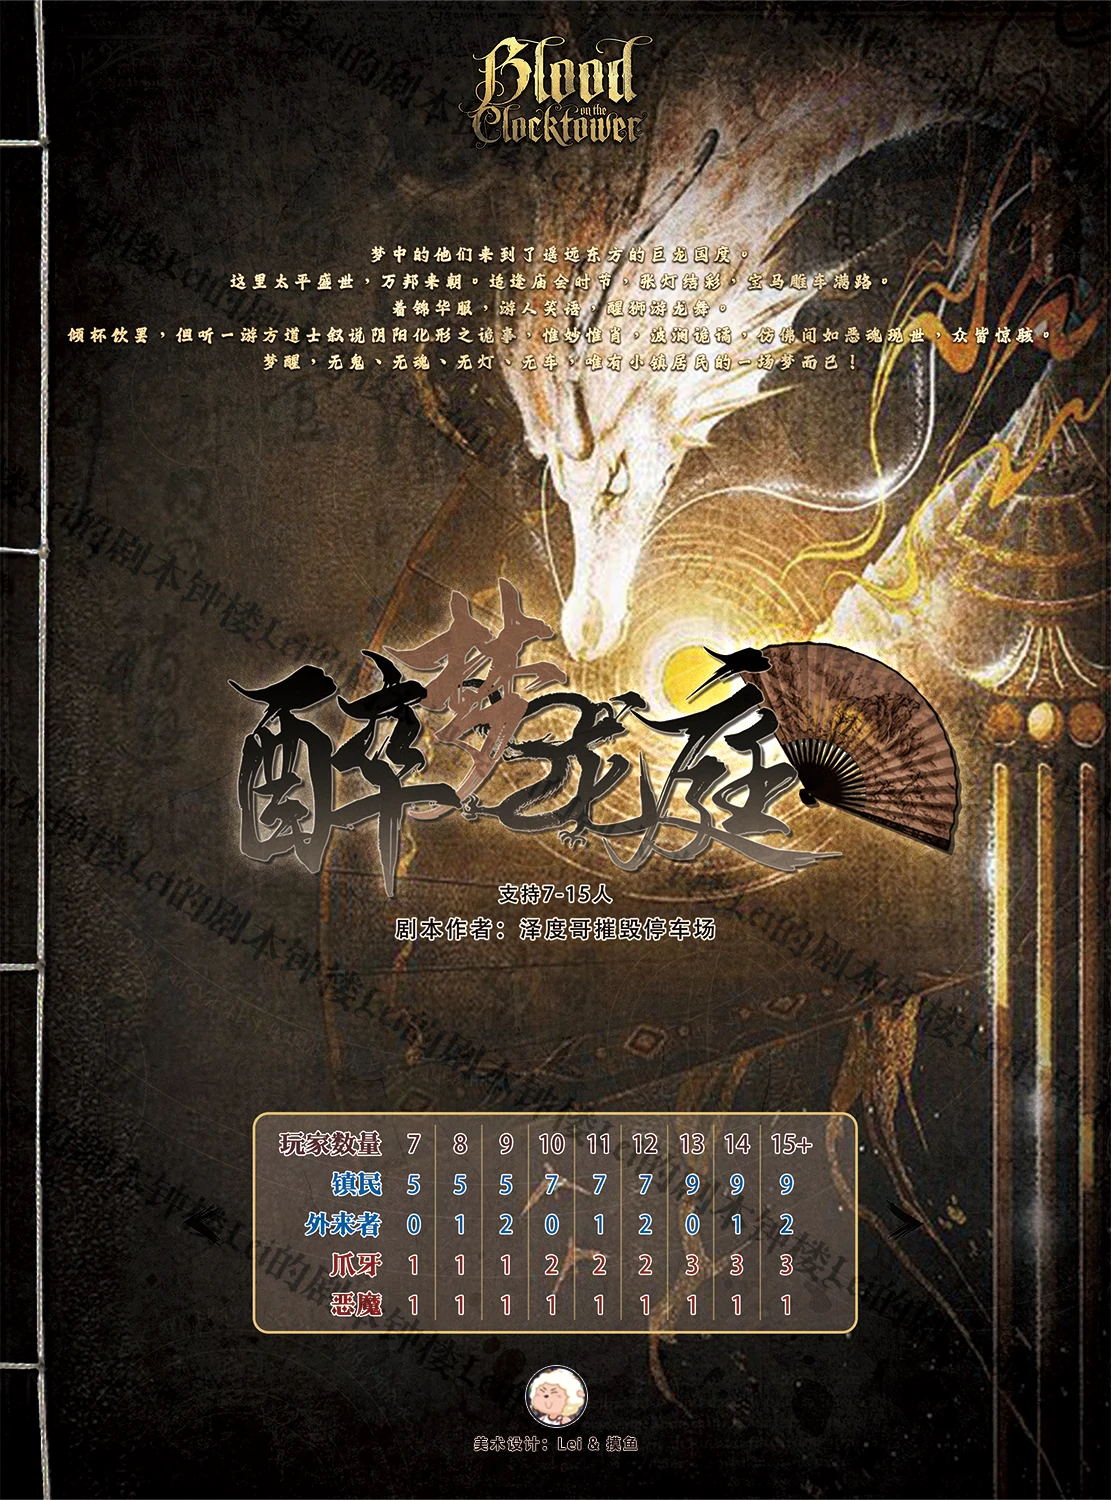 Blood
on the
Clocktower
梦中的他们来到了遥远东方的巨龙国度。
这里太平盛世，万邦来朝。适逢庙会时节，张灯结彩，宝马雕车满路。
着锦华服，游人笑语，醒狮游龙舞。
倾杯饮罢，但听一游方道士叙说阴阳化形之诡事，惟妙惟肖，波澜诡谲，仿佛间如恶魂现世，众皆惊骇。
梦醒，无鬼、无魂、无灯、无车，唯有小镇居民的一场梦而已！
醉梦龙庭
支持7-15人
剧本作者：泽度哥摧毁停车场
玩家数量 7 8 9 10 11 12 13 14 15+
镇民 5 5 5 7 7 7 9 9 9
外来者 0 1 2 0 1 2 0 1 2
爪牙 1 1 1 2 2 2 3 3 3
恶魔 1 1 1 1 1 1 1 1 1
美术设计：Lei & 摸鱼